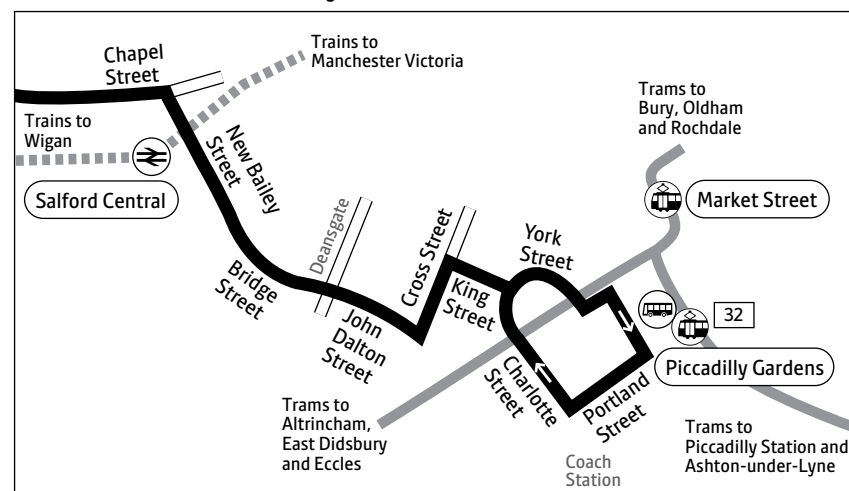 Chapel
Street
Trains to
Manchester Victoria
Trams to
Bury, Oldham
and Rochdale
Trains to
Wigan
New Bailey
Street
Salford Central
Market Street
Deansgate
Cross Street
York
Street
Bridge
Street
King
Street
John
Dalton
Street
32
Piccadilly Gardens
Charlotte
Street
Portland
Street
Trams to
Altrincham,
East Didsbury
and Eccles
Trams to
Piccadilly Station and
Ashton-under-Lyne
Coach
Station